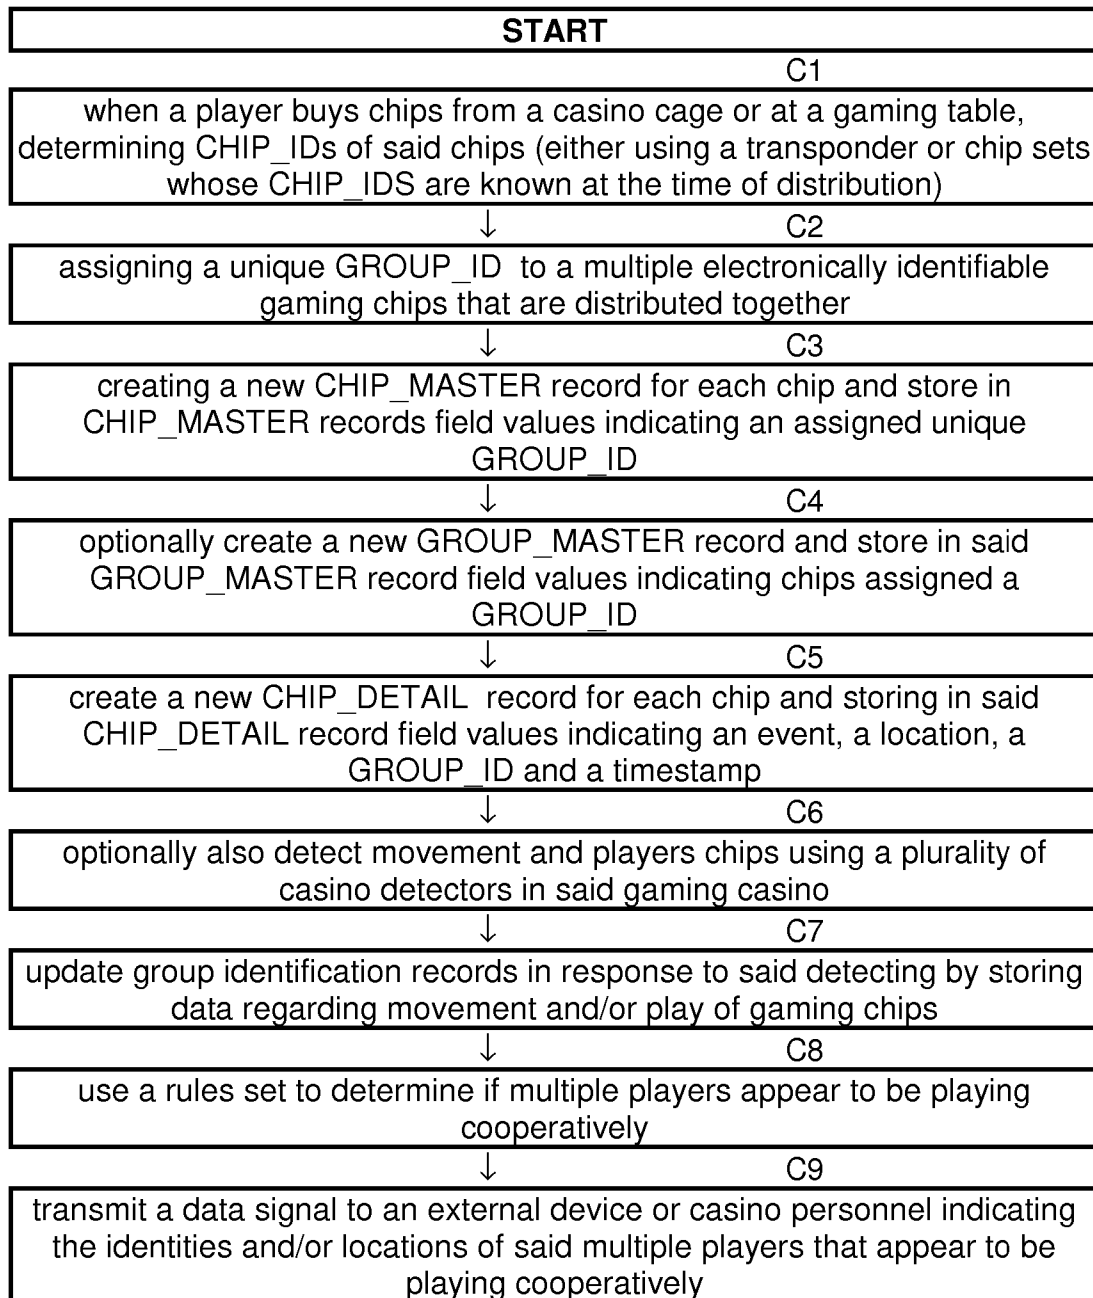 START
C1
when a player buys chips from a casino cage or at a gaming table,
determining CHIP_IDs of said chips (either using a transponder or chip sets
whose CHIP_IDS are known at the time of distribution)
↓ C2
assigning a unique GROUP_ID to a multiple electronically identifiable
gaming chips that are distributed together
↓ C3
creating a new CHIP_MASTER record for each chip and store in
CHIP_MASTER records field values indicating an assigned unique
GROUP_ID
↓ C4
optionally create a new GROUP_MASTER record and store in said
GROUP_MASTER record field values indicating chips assigned a
GROUP_ID
↓ C5
create a new CHIP_DETAIL record for each chip and storing in said
CHIP_DETAIL record field values indicating an event, a location, a
GROUP_ID and a timestamp
↓ C6
optionally also detect movement and players chips using a plurality of
casino detectors in said gaming casino
↓ C7
update group identification records in response to said detecting by storing
data regarding movement and/or play of gaming chips
↓ C8
use a rules set to determine if multiple players appear to be playing
cooperatively
↓ C9
transmit a data signal to an external device or casino personnel indicating
the identities and/or locations of said multiple players that appear to be
playing cooperatively